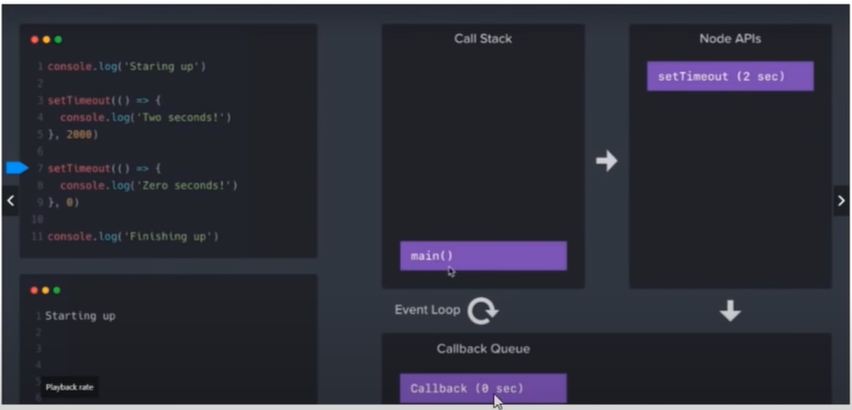 Call Stack
Node APIs
1 console.log('Staring up')
2
3 setTimeout(() => {
4 console.log('Two seconds!')
5 }, 2000)
6
7 setTimeout(() => {
8 console.log('Zero seconds!')
9 }, 0)
10
11 console.log('Finishing up')
setTimeout (2 sec)
main()
Event Loop
Callback Queue
Callback (0 sec)
1 Starting up
2
3
4
5
6
Playback rate